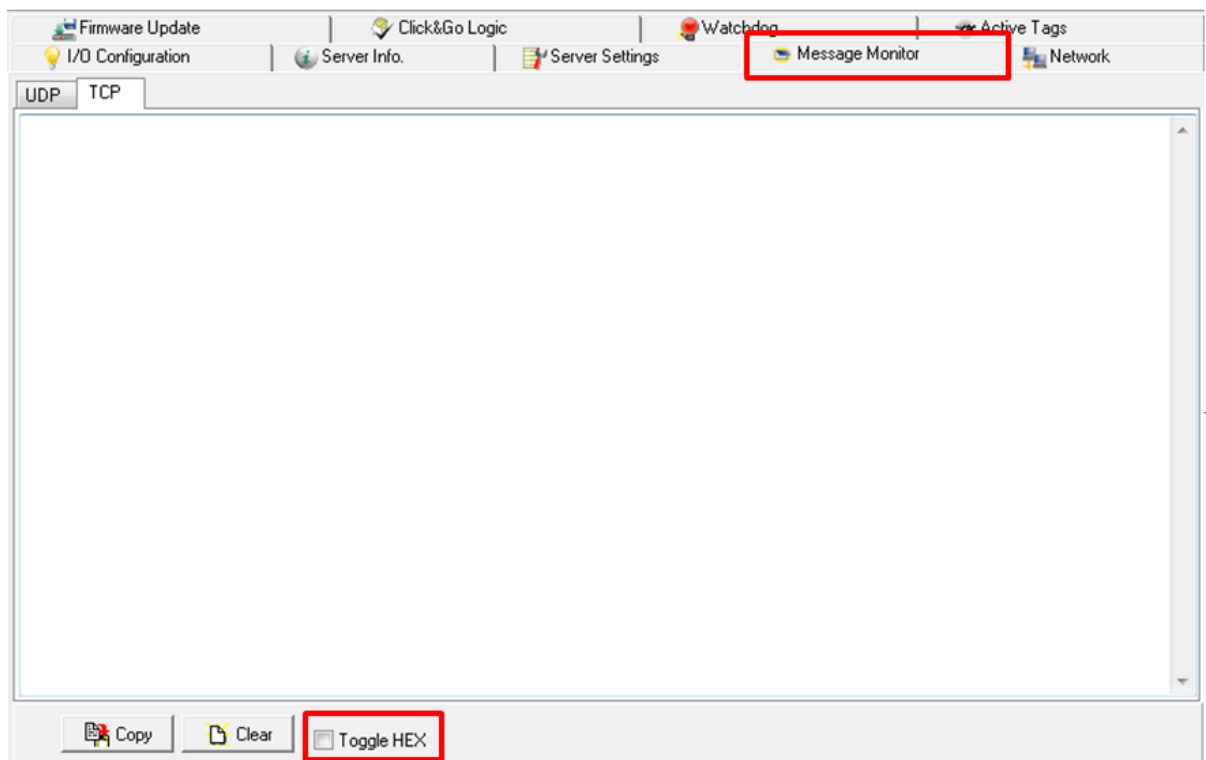 Firmware Update Click&Go Logic Watchdog Active Tags
I/O Configuration Server Info. Server Settings Message Monitor Network
UDP TCP
Copy Clear Toggle HEX